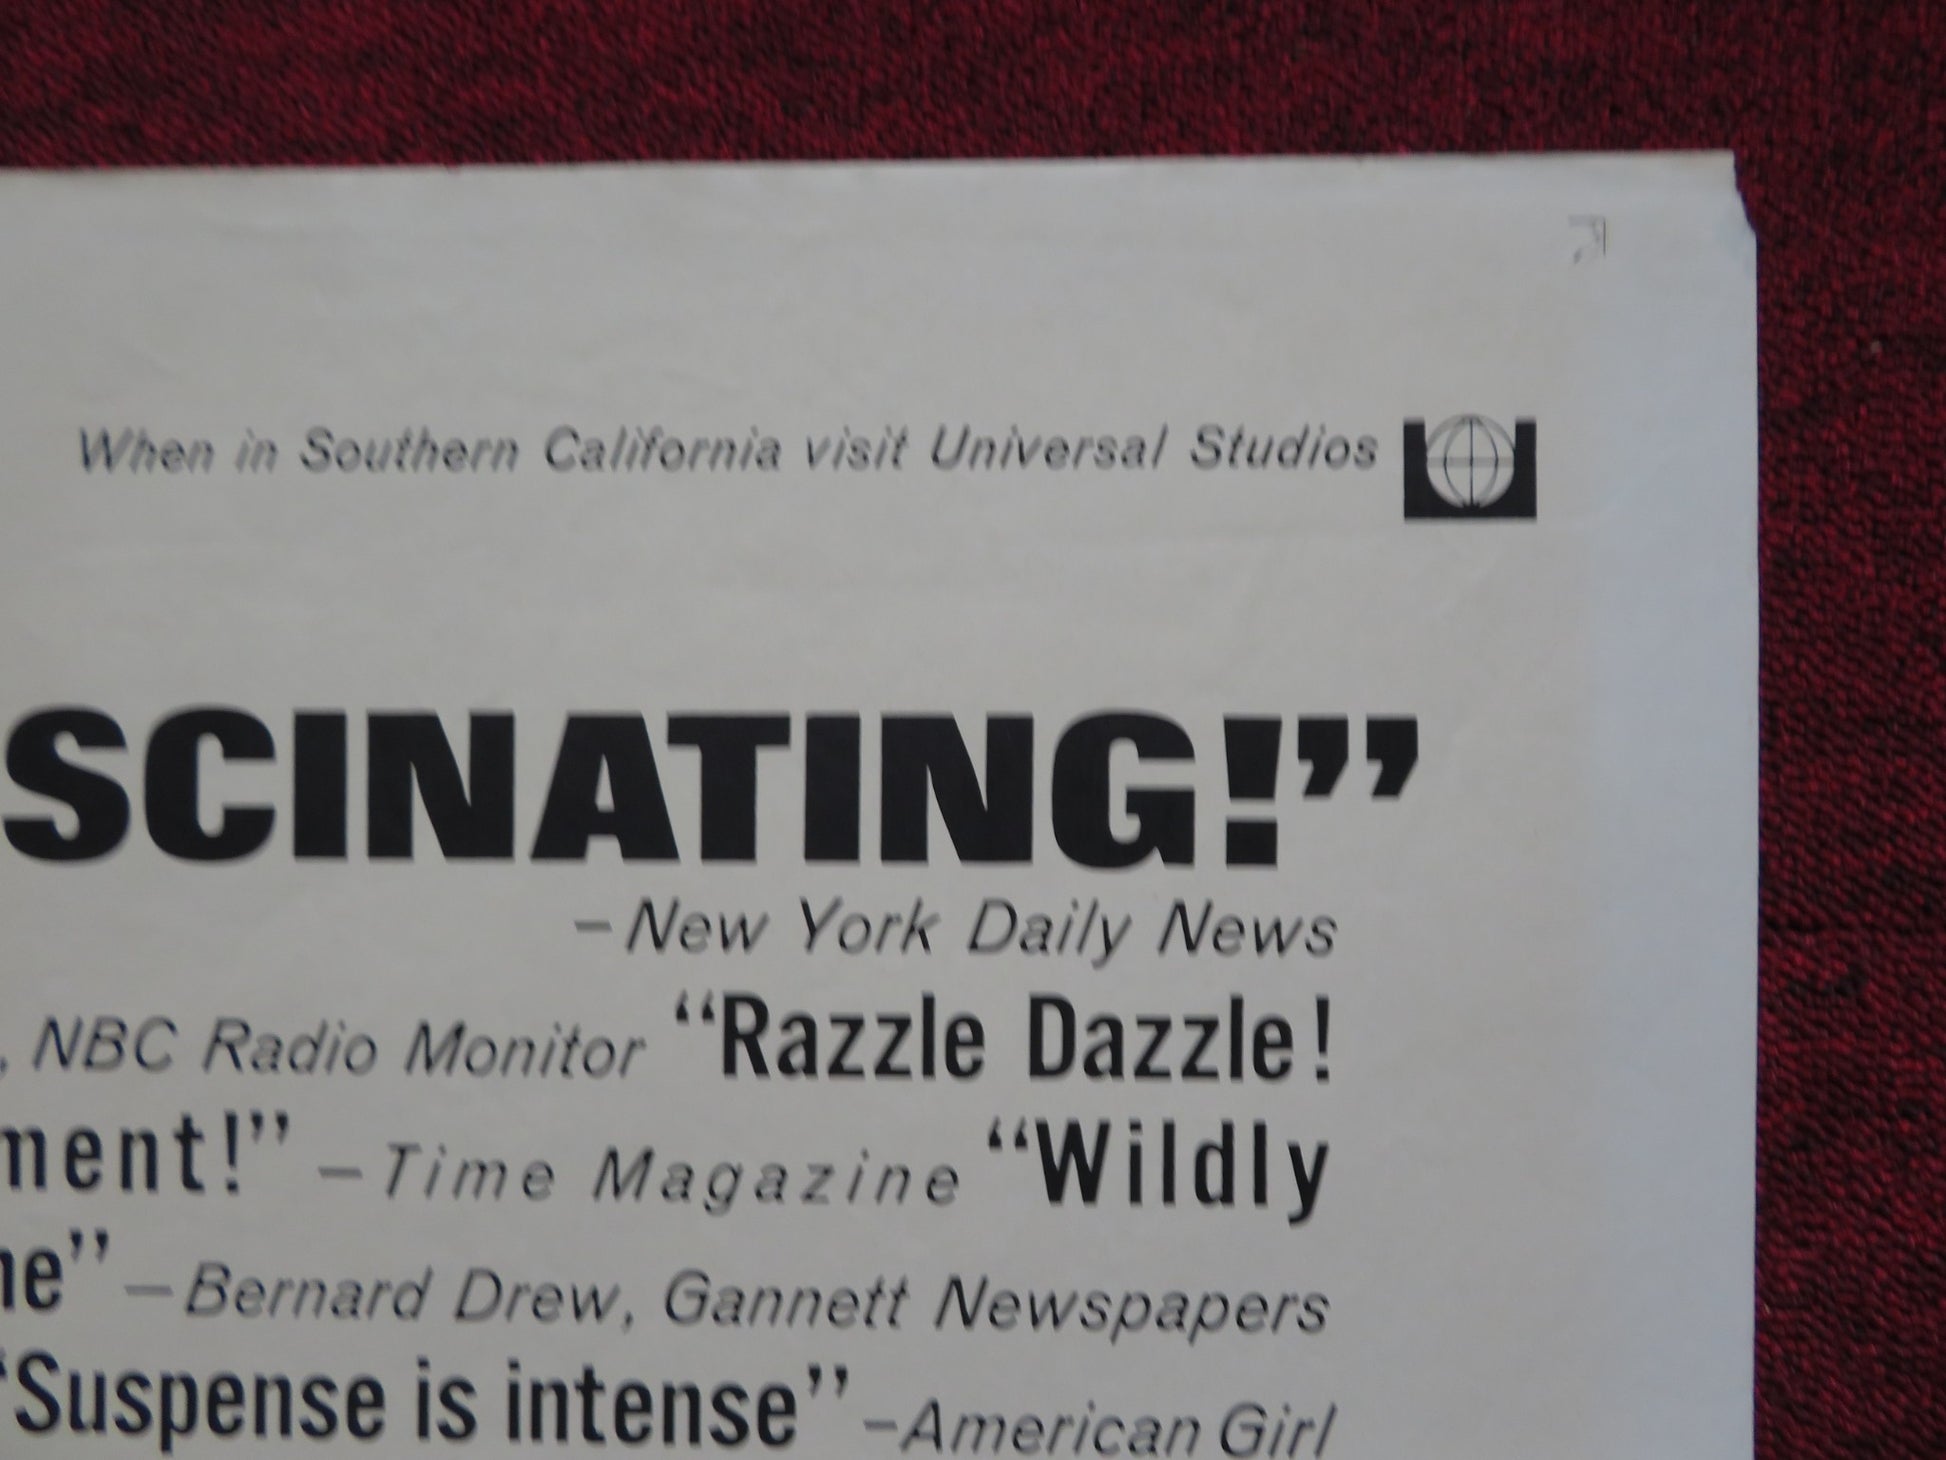 When in Southern California visit Universal Studios
SCINATING!”
–New York Daily News
, NBC Radio Monitor “Razzle Dazzle!
ment!” –Time Magazine “Wildly
ne” –Bernard Drew, Gannett Newspapers
“Suspense is intense” –American Girl